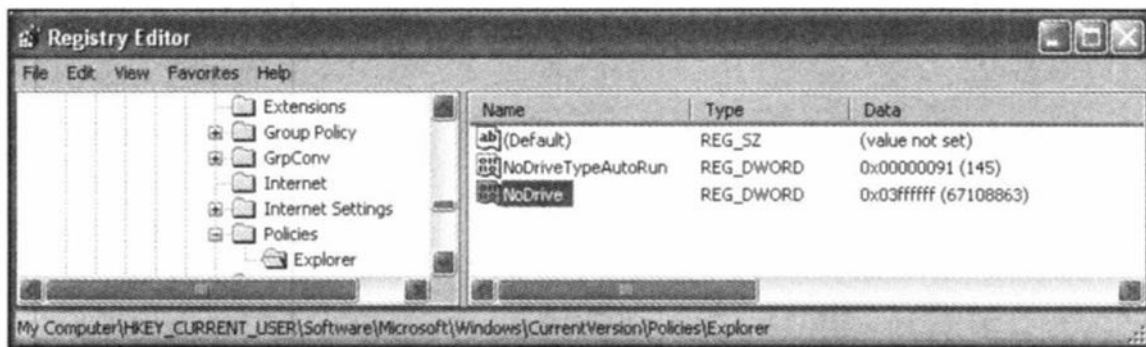 Registry Editor
File Edit View Favorites Help
Extensions
Group Policy
GrpConv
Internet
Internet Settings
Policies
Explorer
Name Type Data
(Default) REG_SZ (value not set)
NoDriveTypeAutoRun REG_DWORD 0x00000091 (145)
NoDrive REG_DWORD 0x03ffffff (67108863)
My Computer\HKEY_CURRENT_USER\Software\Microsoft\Windows\CurrentVersion\Policies\Explorer